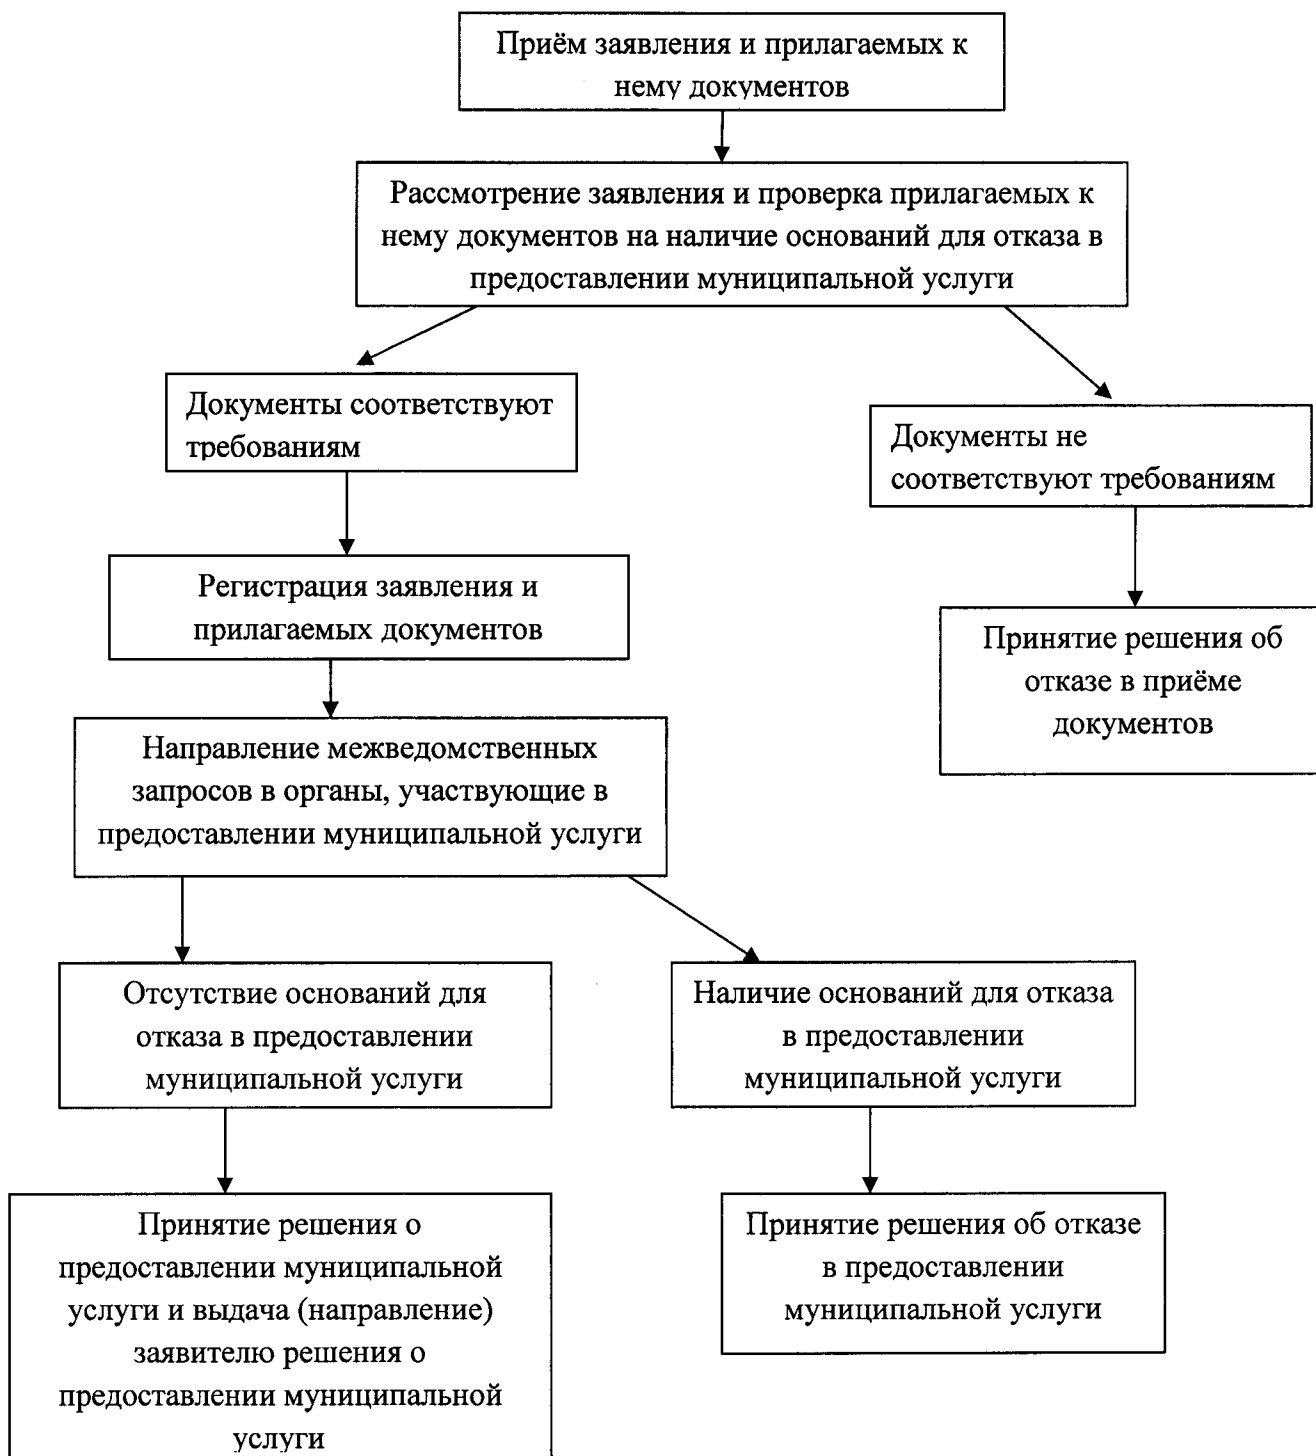 Приём заявления и прилагаемых к
нему документов
Рассмотрение заявления и проверка прилагаемых к
нему документов на наличие оснований для отказа в
предоставлении муниципальной услуги
Документы соответствуют
требованиям
Документы не
соответствуют требованиям
Регистрация заявления и
прилагаемых документов
Принятие решения об
отказе в приёме
документов
Направление межведомственных
запросов в органы, участвующие в
предоставлении муниципальной услуги
Отсутствие оснований для
отказа в предоставлении
муниципальной услуги
Наличие оснований для отказа
в предоставлении
муниципальной услуги
Принятие решения о
предоставлении муниципальной
услуги и выдача (направление)
заявителю решения о
предоставлении муниципальной
услуги
Принятие решения об отказе
в предоставлении
муниципальной услуги